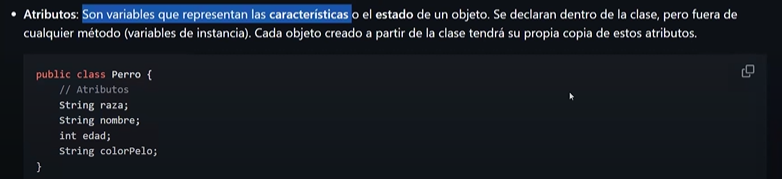 • Atributos: Son variables que representan las características o el estado de un objeto. Se declaran dentro de la clase, pero fuera de
cualquier método (variables de instancia). Cada objeto creado a partir de la clase tendrá su propia copia de estos atributos.
public class Perro {
    // Atributos
    String raza;
    String nombre;
    int edad;
    String colorPelo;
}